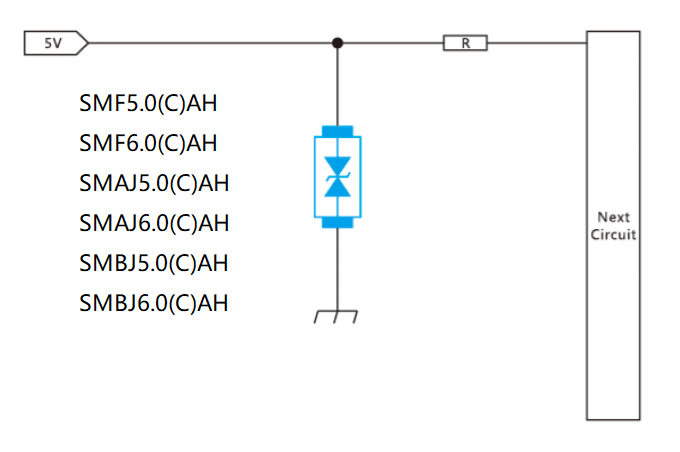 5V
R
SMF5.0(C)AH
SMF6.0(C)AH
SMAJ5.0(C)AH
SMAJ6.0(C)AH
SMBJ5.0(C)AH
SMBJ6.0(C)AH
Next
Circuit